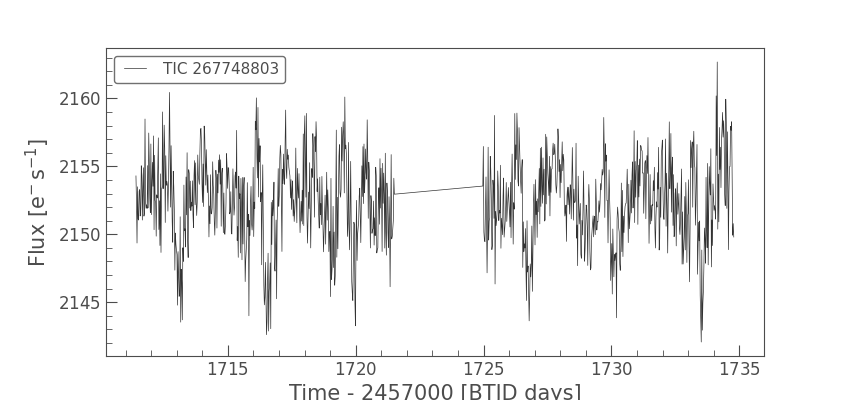 TIC 267748803
Flux [e⁻ s⁻¹]
2160
2155
2150
2145
1715 1720 1725 1730 1735
Time - 2457000 [BTJD days]